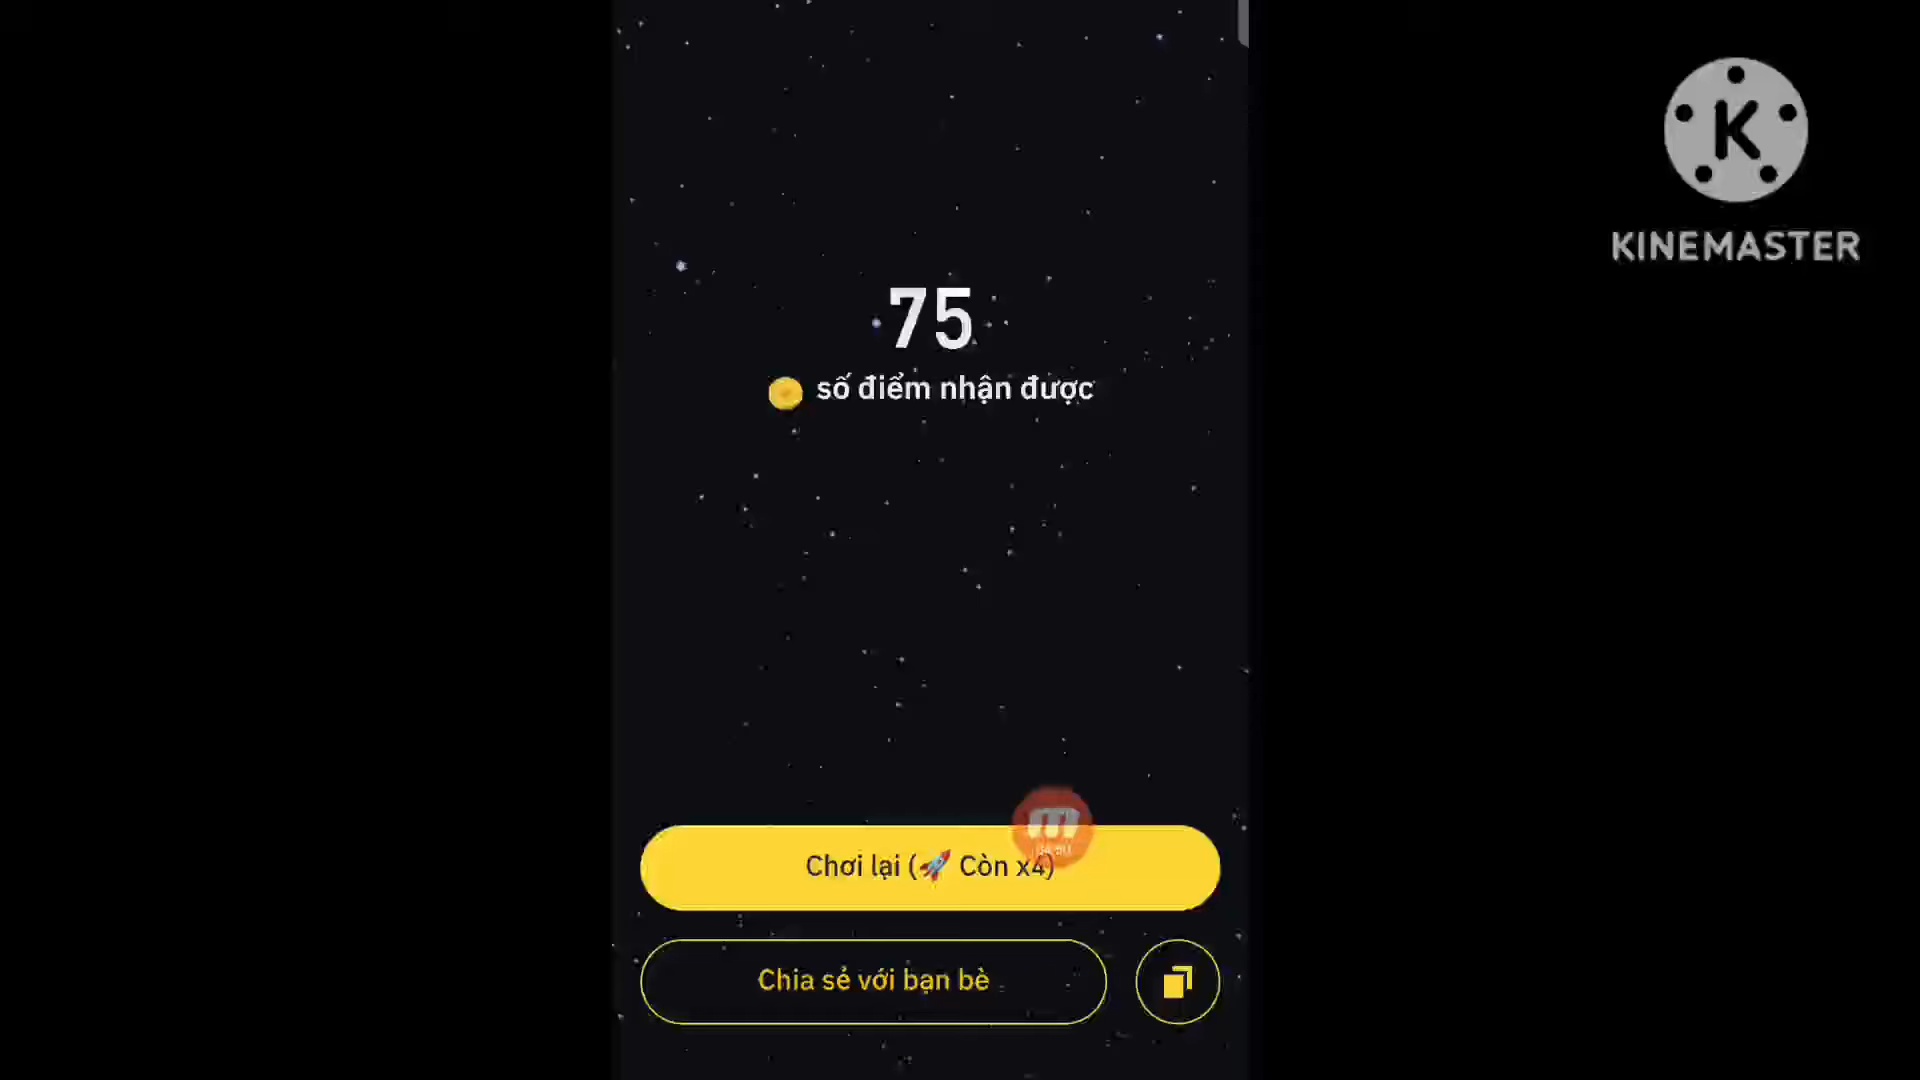 KINEMASTER
75
số điểm nhận được
Chơi lại (🚀 Còn x4)
Chia sẻ với bạn bè